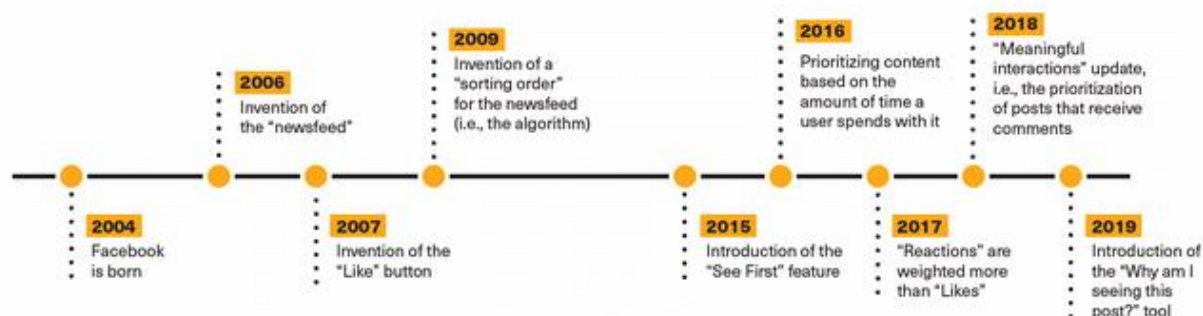 2004
Facebook
is born
2006
Invention of
the “newsfeed”
2007
Invention of the
“Like” button
2009
Invention of a
“sorting order”
for the newsfeed
(i.e., the algorithm)
2015
Introduction of the
“See First” feature
2016
Prioritizing content
based on the
amount of time a
user spends with it
2017
“Reactions” are
weighted more
than “Likes”
2018
“Meaningful
interactions” update,
i.e., the prioritization
of posts that receive
comments
2019
Introduction of
the “Why am I
seeing this
post?” tool